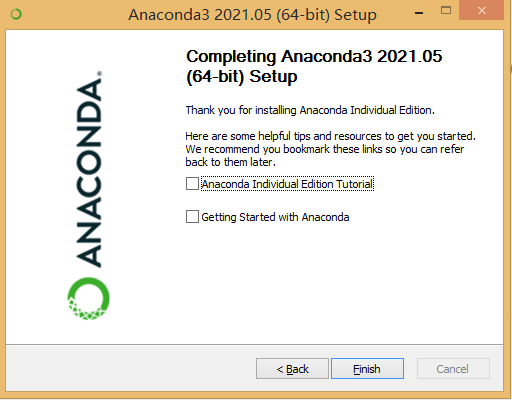 Anaconda3 2021.05 (64-bit) Setup
Completing Anaconda3 2021.05
(64-bit) Setup
Thank you for installing Anaconda Individual Edition.
Here are some helpful tips and resources to get you started.
We recommend you bookmark these links so you can refer
back to them later.
Anaconda Individual Edition Tutorial
Getting Started with Anaconda
ANACONDA.
< Back
Finish
Cancel